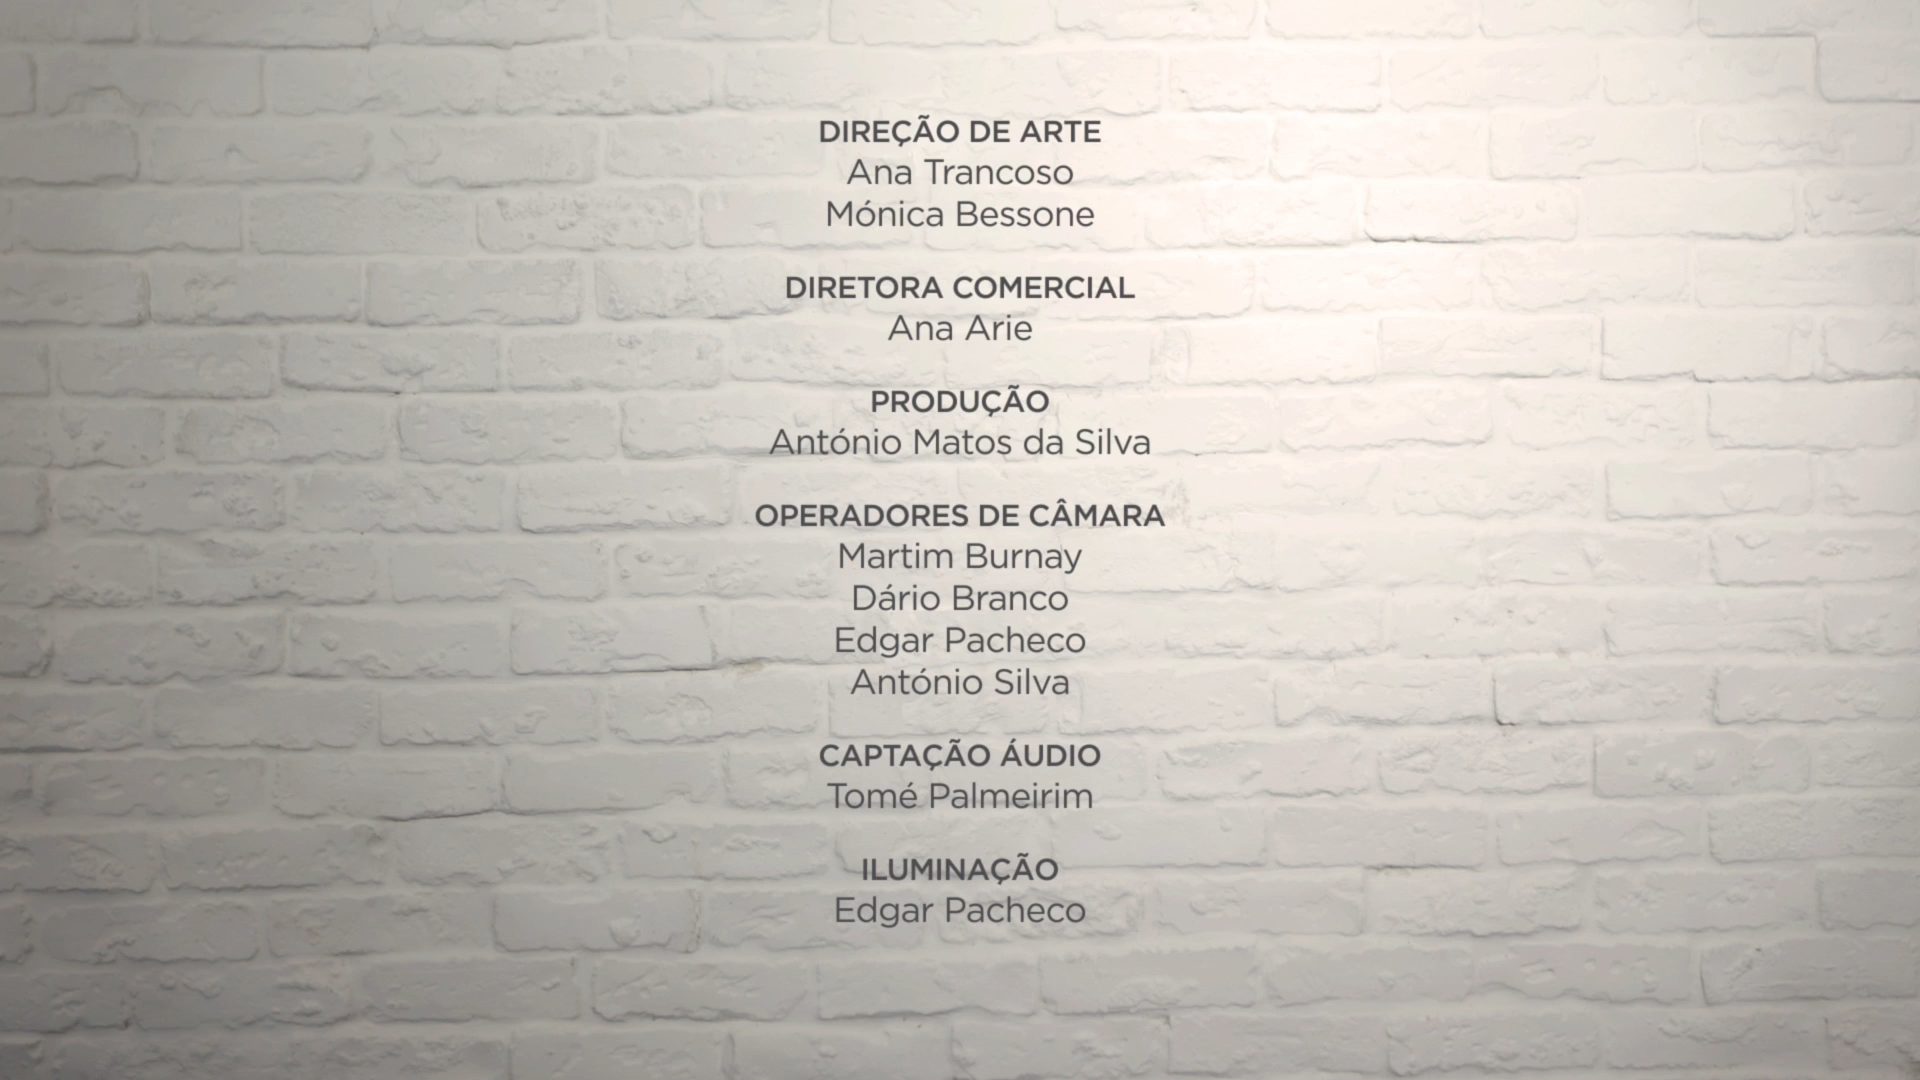 DIREÇÃO DE ARTE
Ana Trancoso
Mónica Bessone
DIRETORA COMERCIAL
Ana Arie
PRODUÇÃO
António Matos da Silva
OPERADORES DE CÂMARA
Martim Burnay
Dário Branco
Edgar Pacheco
António Silva
CAPTAÇÃO ÁUDIO
Tomé Palmeirim
ILUMINAÇÃO
Edgar Pacheco